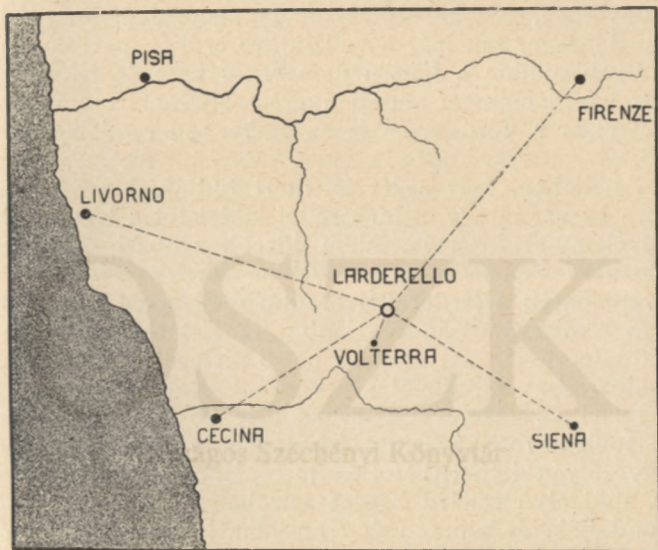 PISA
FIRENZE
LIVORNO
LARDERELLO
VOLTERRA
CECINA
SIENA
OSZK
Országos Széchényi Könyvtár